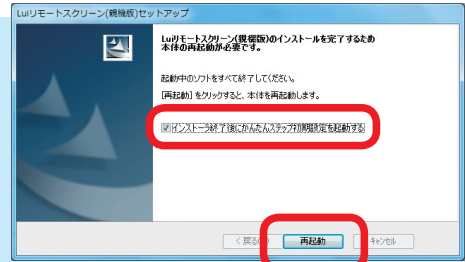 Luiリモートスクリーン(親機版)セットアップ
Luiリモートスクリーン(親機版)のインストールを完了するため
本体の再起動が必要です。
起動中のソフトをすべて終了してください。
[再起動] をクリックすると、本体を再起動します。
インストーラ終了後にかんたんステップ初期設定を起動する
< 戻る(
再起動
キャンセル